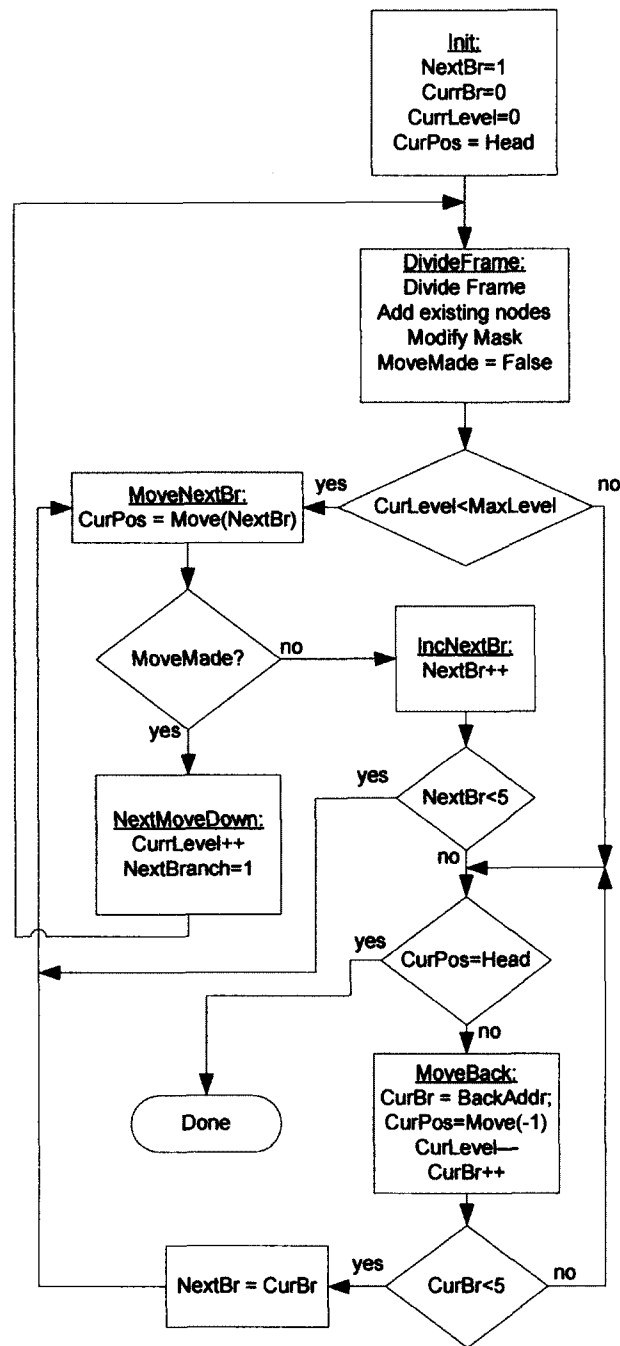 Init:
NextBr=1
CurrBr=0
CurrLevel=0
CurPos = Head
DivideFrame:
Divide Frame
Add existing nodes
Modify Mask
MoveMade = False
CurLevel<MaxLevel
yes
no
MoveNextBr:
CurPos = Move(NextBr)
MoveMade?
no
yes
IncNextBr:
NextBr++
NextBr<5
yes
no
NextMoveDown:
CurrLevel++
NextBranch=1
CurPos=Head
yes
no
Done
MoveBack:
CurBr = BackAddr;
CurPos=Move(-1)
CurLevel—
CurBr++
CurBr<5
yes
no
NextBr = CurBr